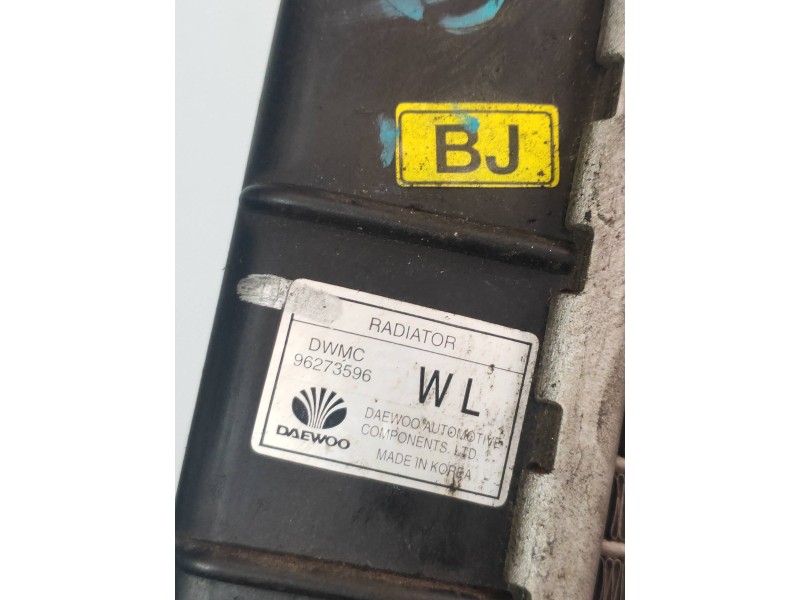 BJ
RADIATOR
DWMC
96273596
WL
DAEWOO
DAEWOO AUTOMOTIVE
COMPONENTS, LTD.
MADE IN KOREA